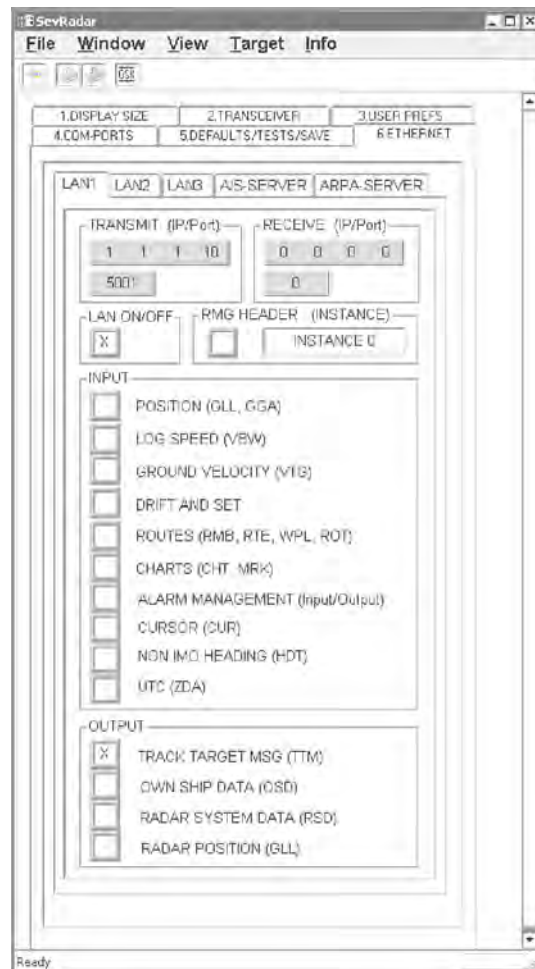 SevRadar
File Window View Target Info
1.DISPLAY SIZE 2.TRANSCEIVER 3.USER PREFS
4.COM-PORTS 5.DEFAULTS/TESTS/SAVE 6.ETHERNET
LAN1 LAN2 LAN3 AIS-SERVER ARPA-SERVER
TRANSMIT (IP/Port) RECEIVE (IP/Port)
1 1 1 10 0 0 0 0
5001 0
LAN ON/OFF RMG HEADER (INSTANCE)
X INSTANCE 0
INPUT
POSITION (GLL, GGA)
LOG SPEED (VBW)
GROUND VELOCITY (VTG)
DRIFT AND SET
ROUTES (RMB, RTE, WPL, ROT)
CHARTS (CHT, MRK)
ALARM MANAGEMENT (Input/Output)
CURSOR (CUR)
NON IMO HEADING (HDT)
UTC (ZDA)
OUTPUT
X TRACK TARGET MSG (TTM)
OWN SHIP DATA (OSD)
RADAR SYSTEM DATA (RSD)
RADAR POSITION (GLL)
Ready